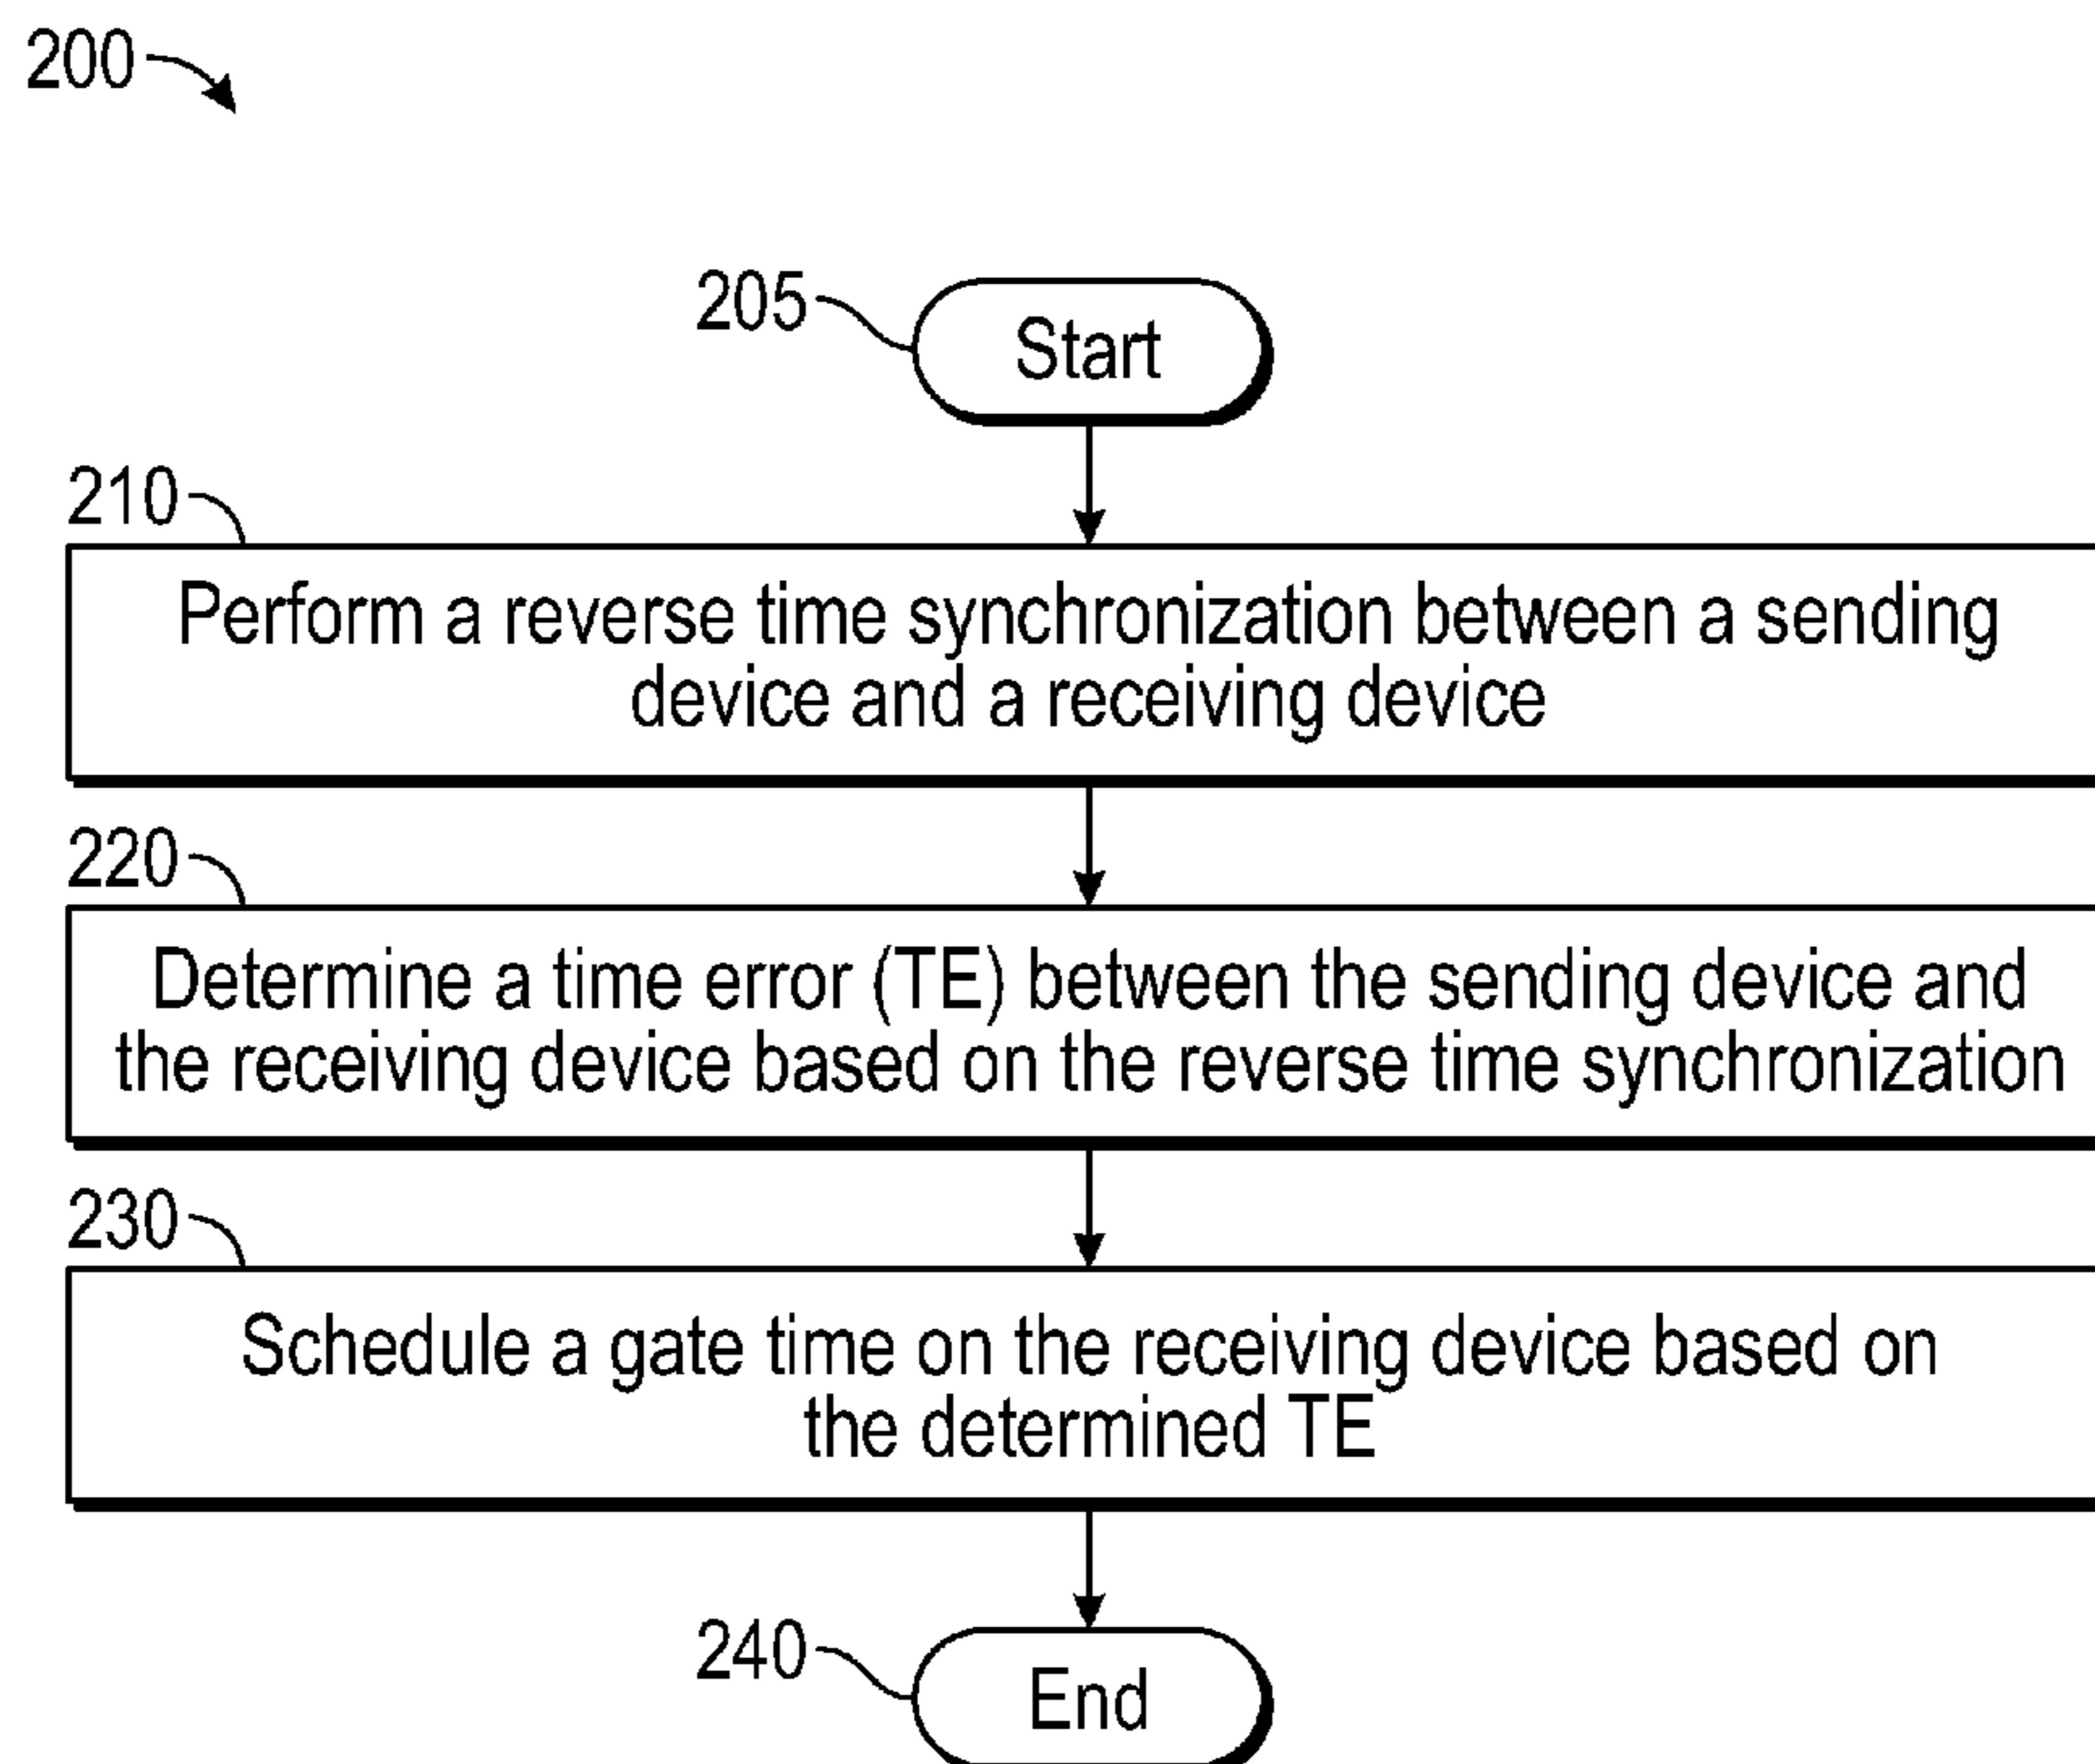 200
205
Start
210
Perform a reverse time synchronization between a sending
device and a receiving device
220
Determine a time error (TE) between the sending device and
the receiving device based on the reverse time synchronization
230
Schedule a gate time on the receiving device based on
the determined TE
240
End